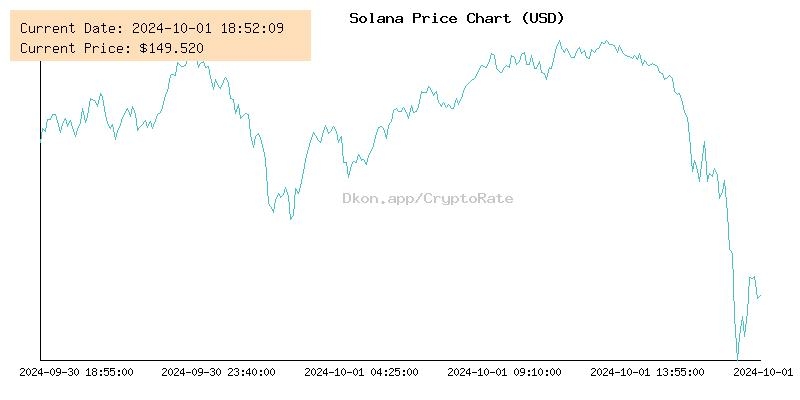 Solana Price Chart (USD)
Current Date: 2024-10-01 18:52:09
Current Price: $149.520
Dkon.app/CryptoRate
2024-09-30 18:55:00 2024-09-30 23:40:00 2024-10-01 04:25:00 2024-10-01 09:10:00 2024-10-01 13:55:00 2024-10-01